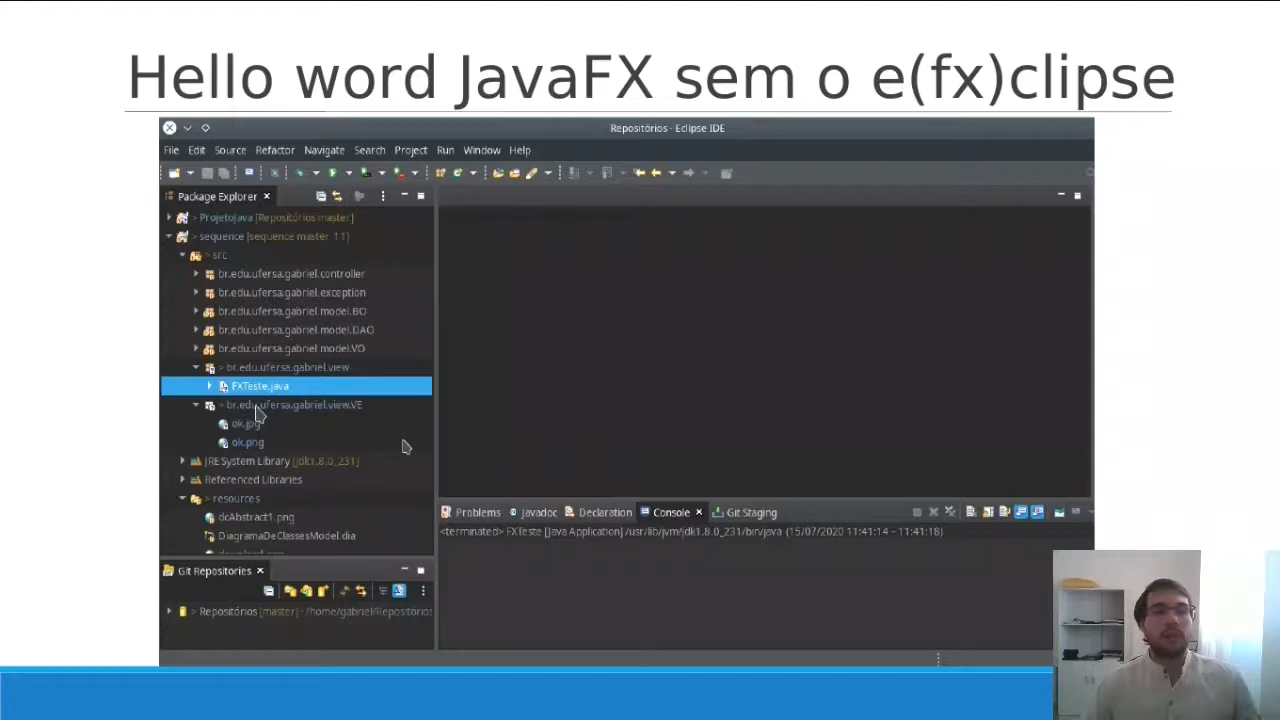 Hello word JavaFX sem o e(fx)clipse
Repositórios - Eclipse IDE
File Edit Source Refactor Navigate Search Project Run Window Help
Package Explorer
> ProjetoJava [Repositórios master]
> sequence [sequence master 11]
> src
br.edu.ufersa.gabriel.controller
br.edu.ufersa.gabriel.exception
br.edu.ufersa.gabriel.model.BO
br.edu.ufersa.gabriel.model.DAO
br.edu.ufersa.gabriel.model.VO
> br.edu.ufersa.gabriel.view
FXTeste.java
> br.edu.ufersa.gabriel.view.VE
ok.jpg
ok.png
JRE System Library [jdk1.8.0_231]
Referenced Libraries
> resources
dcAbstract1.png
DiagramaDeClassesModel.dia
Problems Javadoc Declaration Console Git Staging
<terminated> FXTeste [Java Application] /usr/lib/jvm/jdk1.8.0_231/bin/java (15/07/2020 11:41:14 – 11:41:18)
Git Repositories
> Repositórios [master] - /home/gabriel/Repositórios